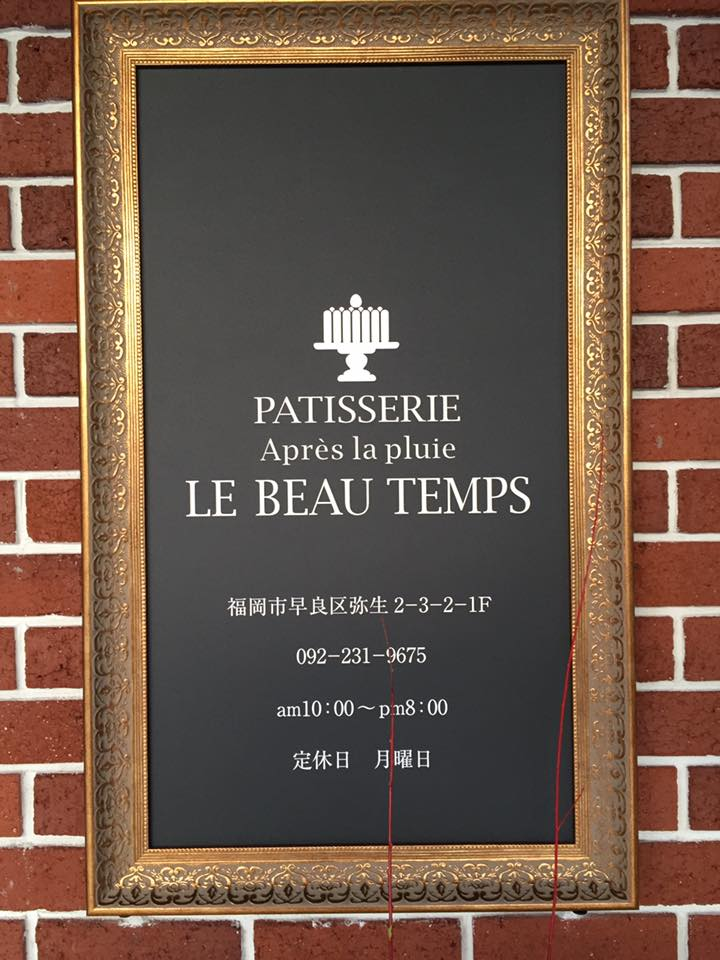 PATISSERIE
Après la pluie
LE BEAU TEMPS
福岡市早良区弥生2-3-2-1F
092-231-9675
am10:00～pm8:00
定休日　月曜日